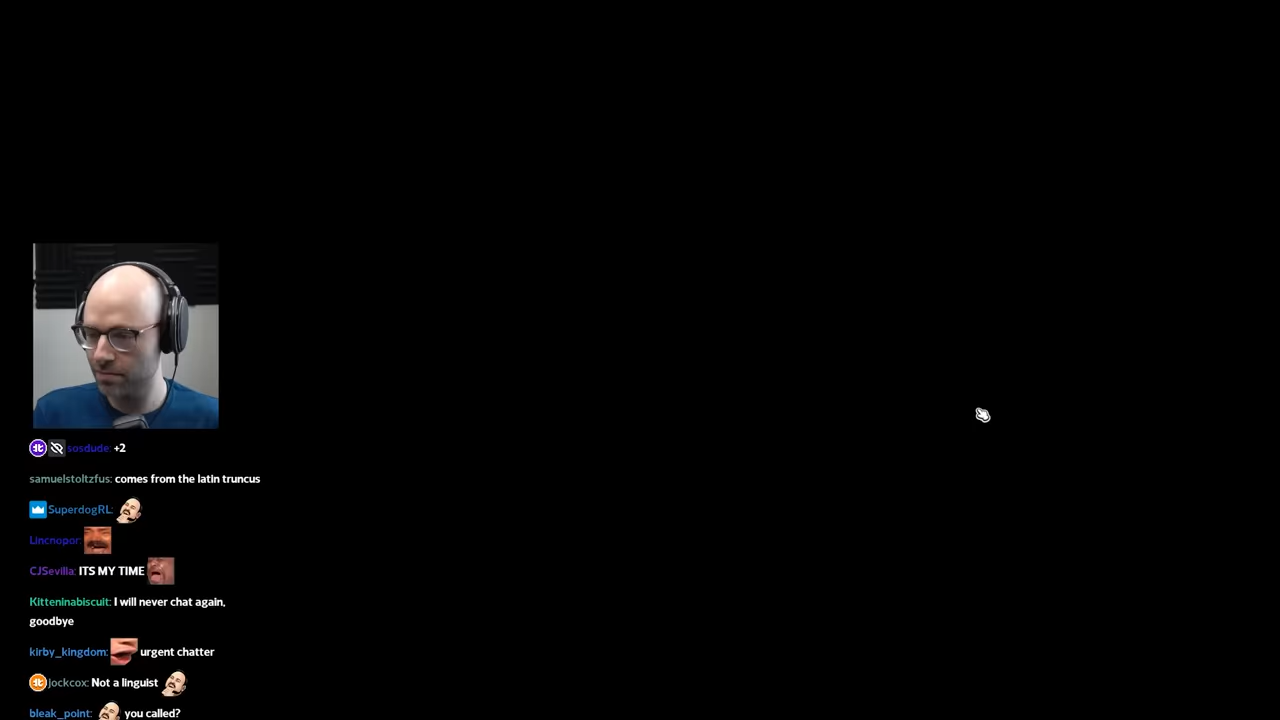 sosdude: +2
samuelstoltzfus: comes from the latin truncus
SuperdogRL:
Lincnopor:
CJSevilla: ITS MY TIME
Kitteninabiscuit: I will never chat again,
goodbye
kirby_kingdom: urgent chatter
jockcox: Not a linguist
bleak_point: you called?